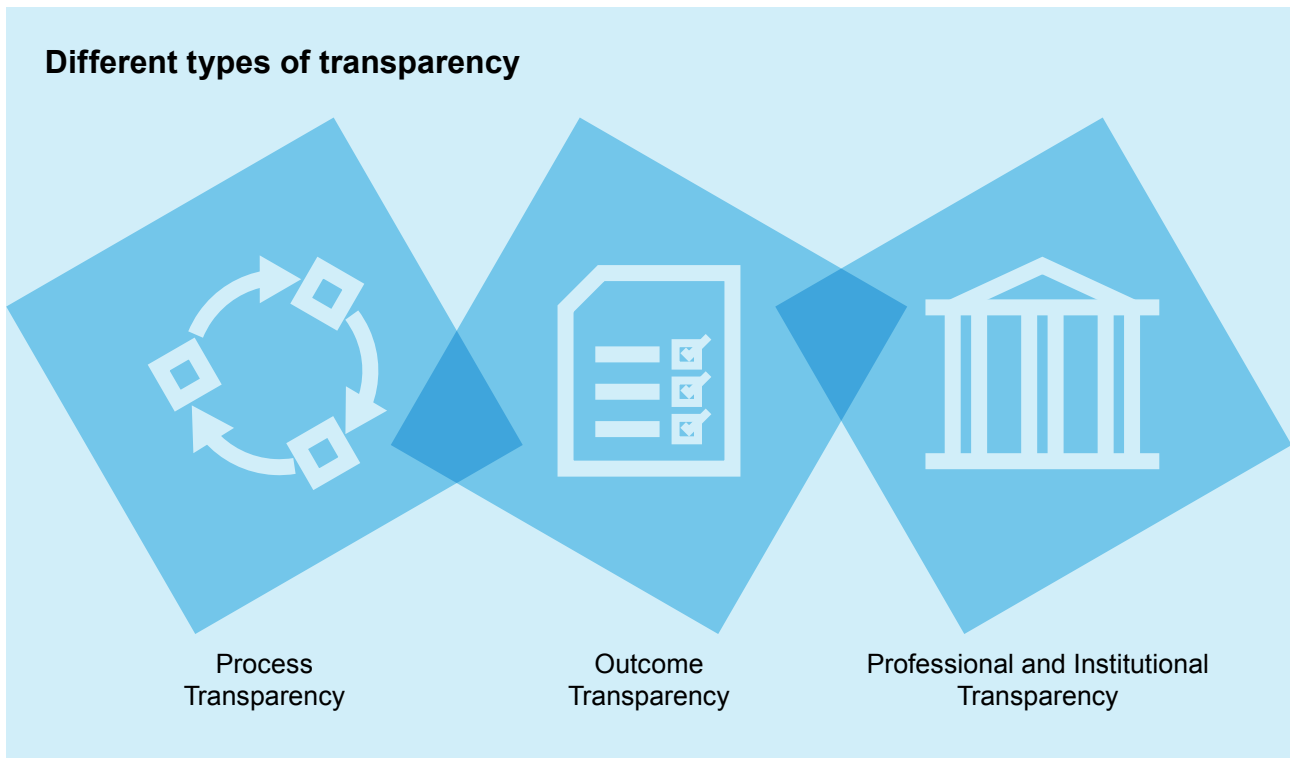 Different types of transparency
Process
Transparency
Outcome
Transparency
Professional and Institutional
Transparency